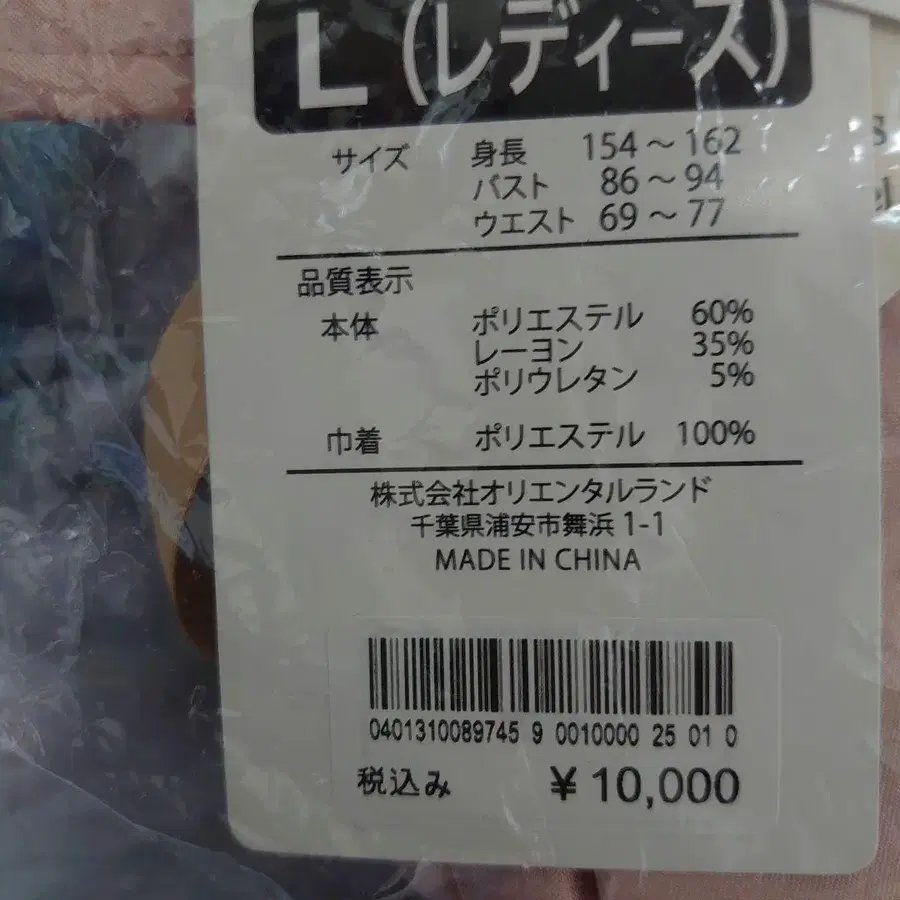 L (レディース)
サイズ 身長 154～162
バスト 86～94
ウエスト 69～77
品質表示
本体 ポリエステル 60%
レーヨン 35%
ポリウレタン 5%
巾着 ポリエステル 100%
株式会社オリエンタルランド
千葉県浦安市舞浜 1-1
MADE IN CHINA
0401310089745 9 0010000 25 01 0
税込み ¥10,000